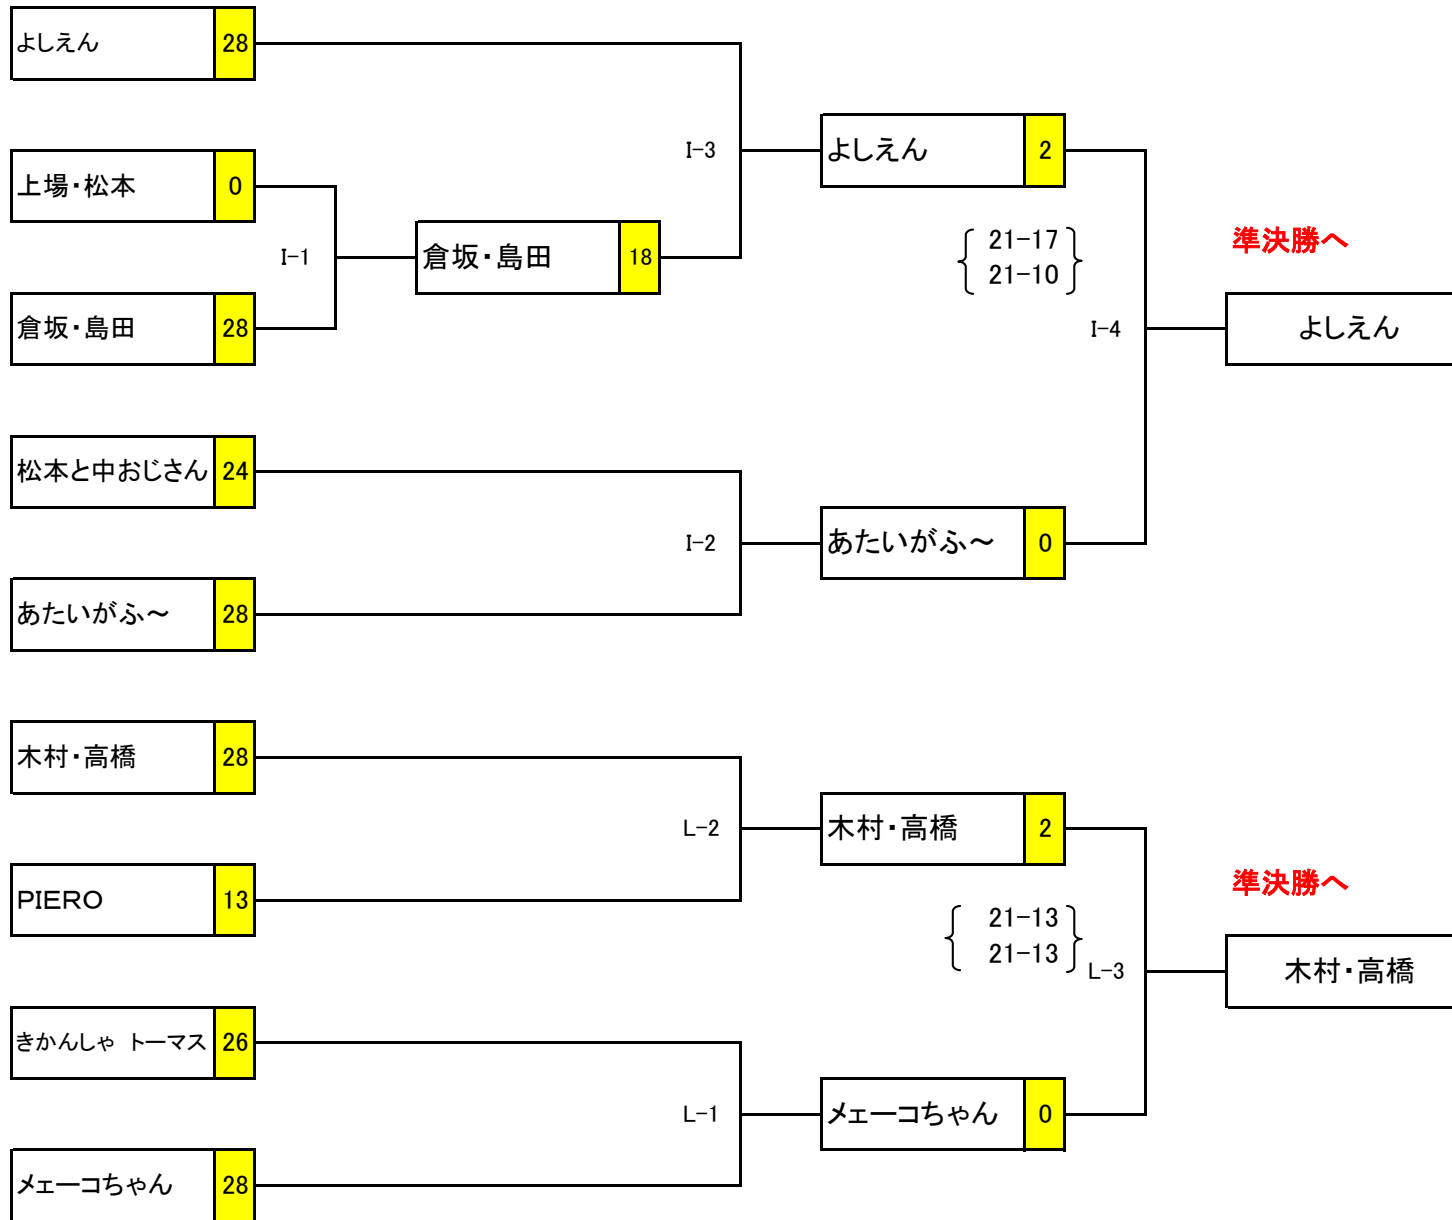 よしえん 28
I-3
よしえん 2
上場・松本 0
I-1
倉坂・島田 18
21-17
21-10
準決勝へ
倉坂・島田 28
I-4
よしえん
松本と中おじさん 24
I-2
あたいがふ～ 0
あたいがふ～ 28
木村・高橋 28
L-2
木村・高橋 2
PIERO 13
準決勝へ
21-13
21-13
L-3
木村・高橋
きかんしゃ トーマス 26
L-1
メェーコちゃん 0
メェーコちゃん 28